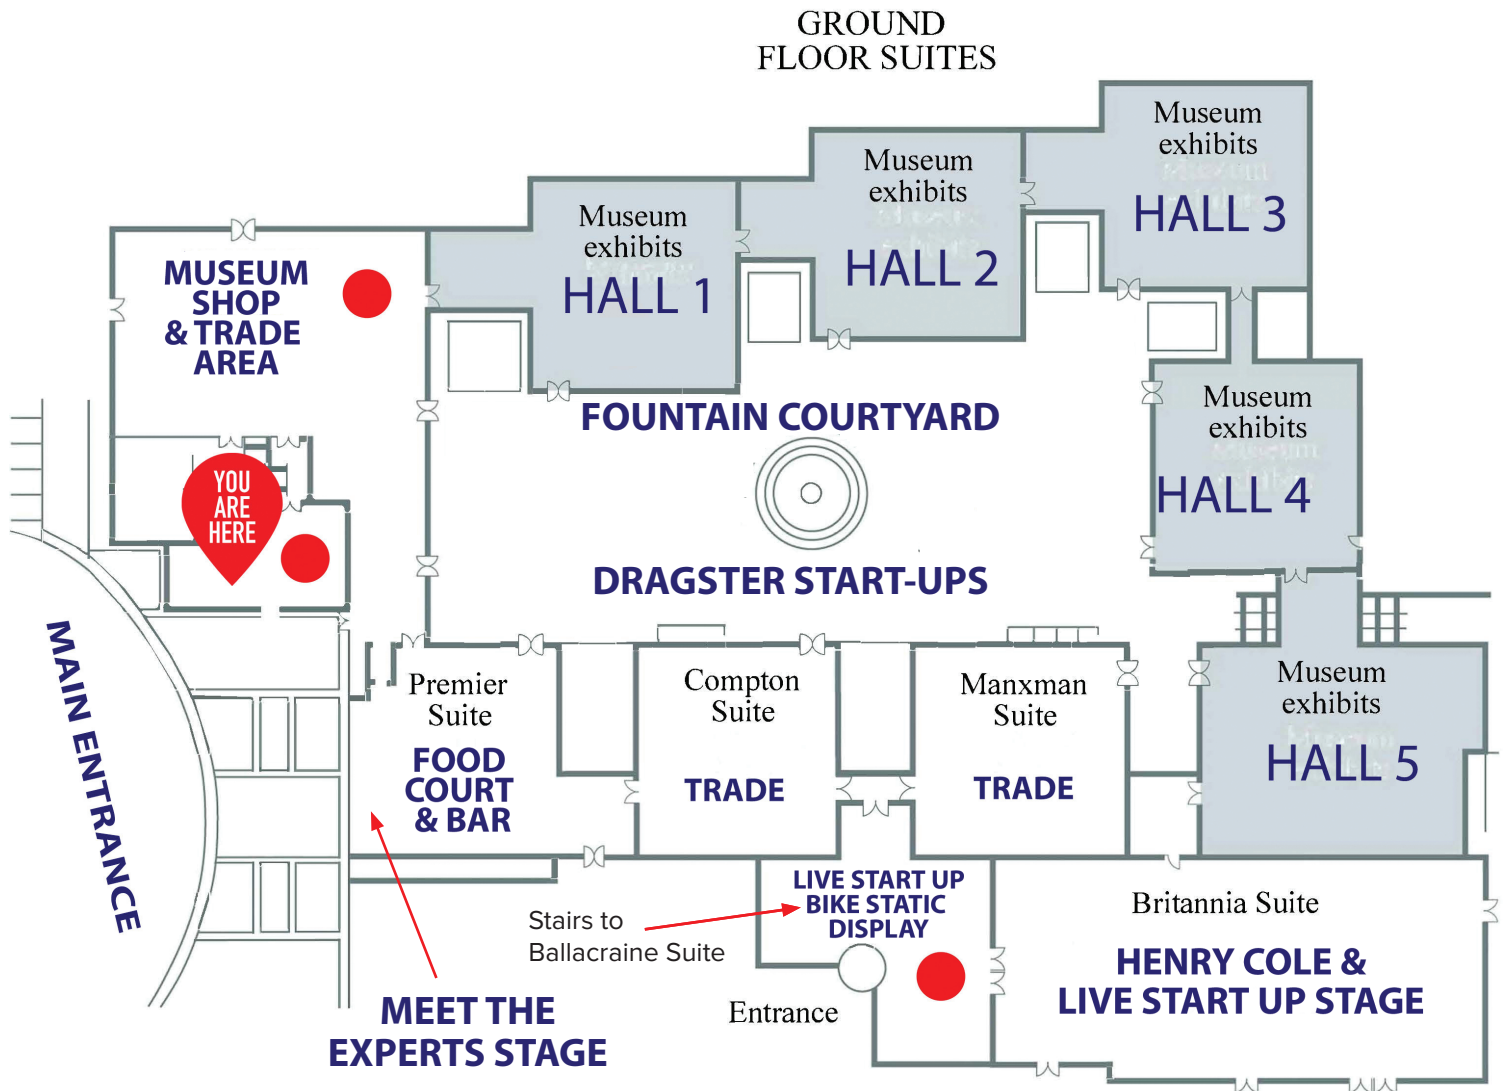 GROUND
FLOOR SUITES
Museum
exhibits
HALL 3
Museum
exhibits
HALL 2
Museum
exhibits
HALL 1
MUSEUM
SHOP
& TRADE
AREA
FOUNTAIN COURTYARD
Museum
exhibits
HALL 4
YOU
ARE
HERE
DRAGSTER START-UPS
MAIN ENTRANCE
Premier
Suite
FOOD
COURT
& BAR
Compton
Suite
TRADE
Manxman
Suite
TRADE
Museum
exhibits
HALL 5
LIVE START UP
BIKE STATIC
DISPLAY
Stairs to
Ballacraine Suite
Britannia Suite
HENRY COLE &
LIVE START UP STAGE
Entrance
MEET THE
EXPERTS STAGE